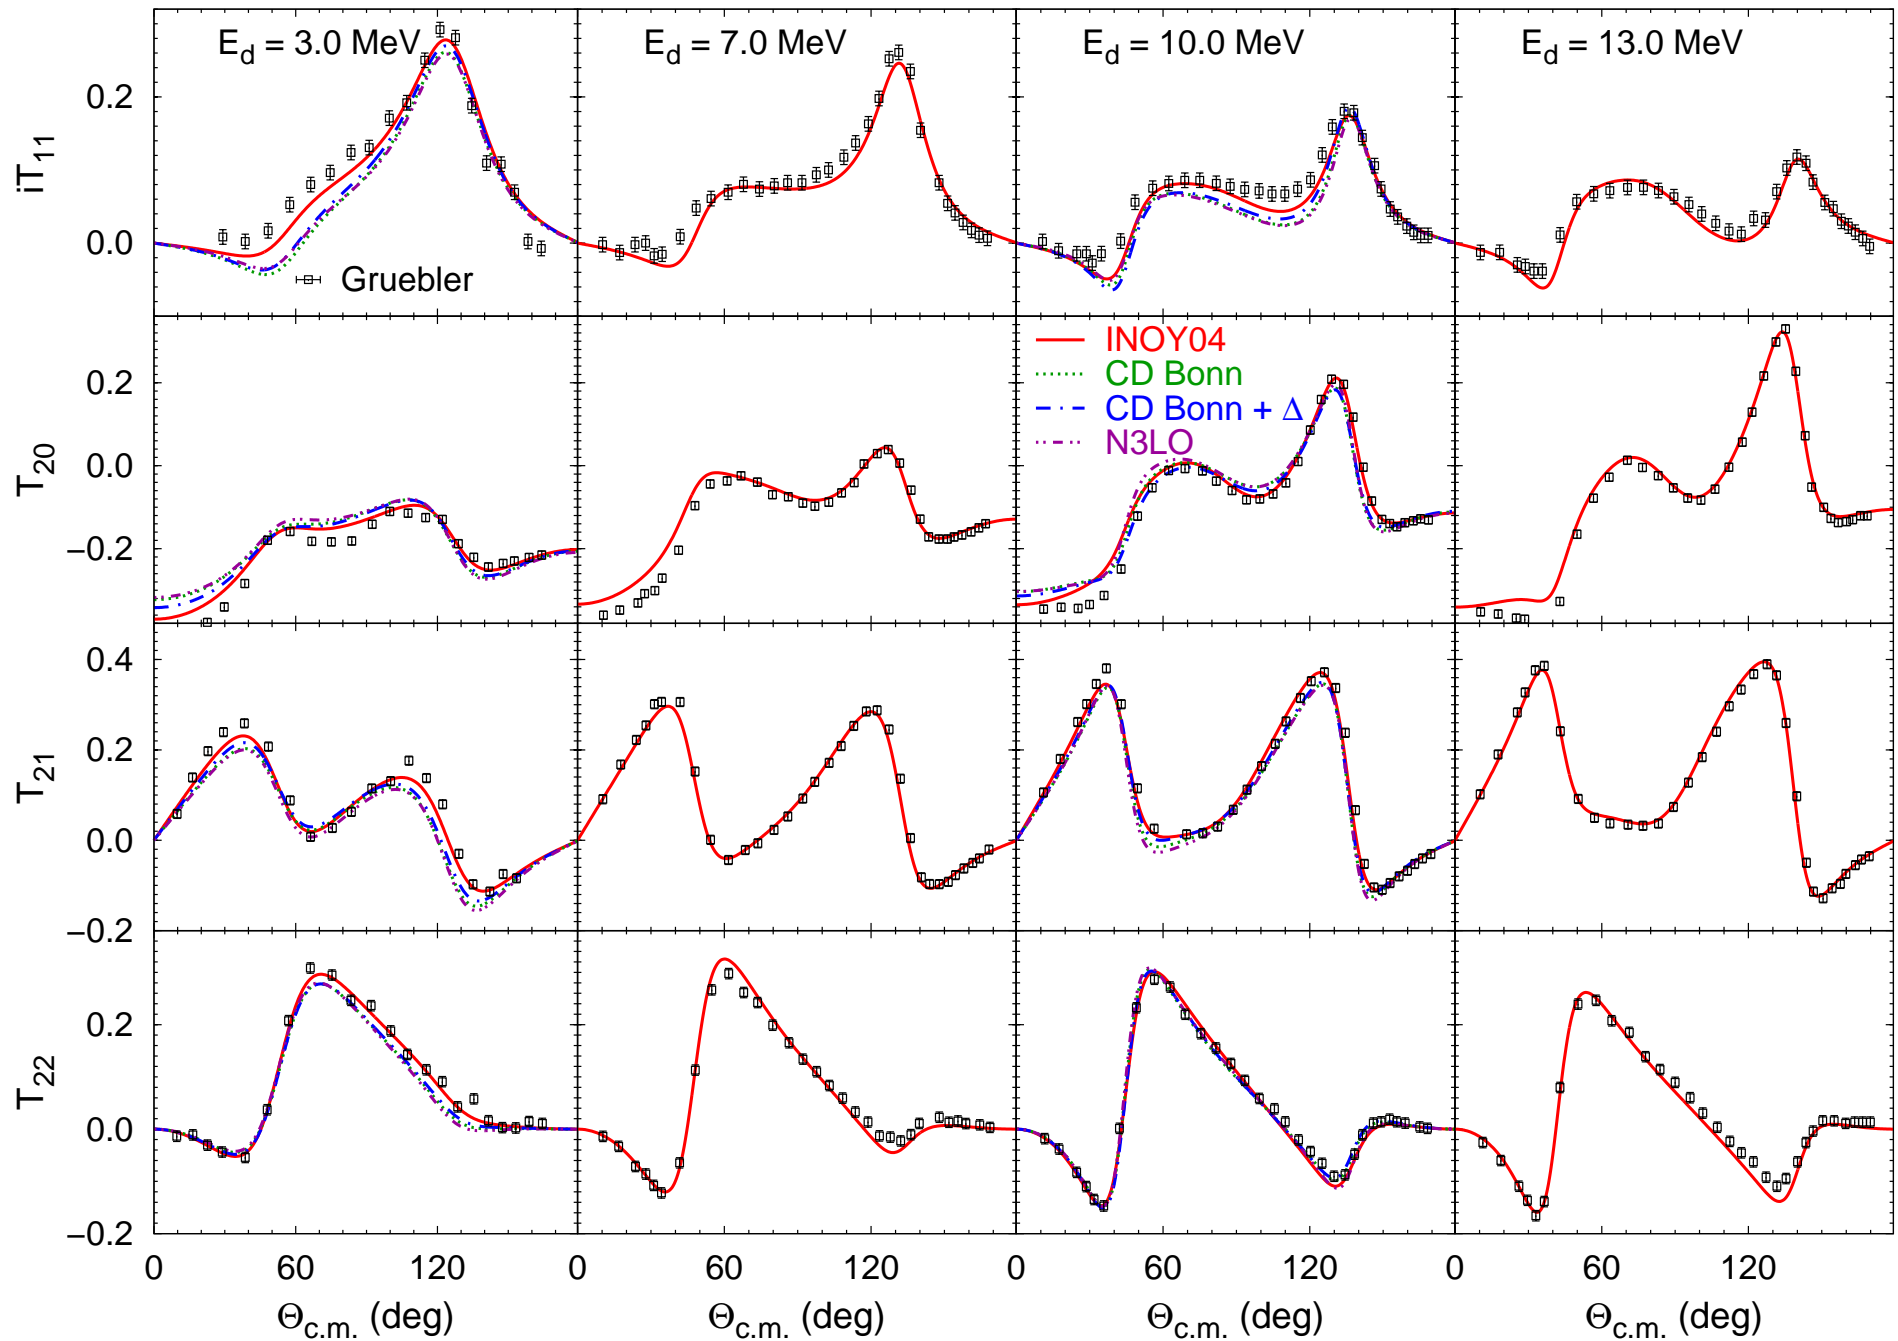 E_d = 3.0 MeV E_d = 7.0 MeV E_d = 10.0 MeV E_d = 13.0 MeV
0.2
iT_11
0.0
Gruebler
INOY04
CD Bonn
CD Bonn + Δ
N3LO
0.2
0.0
T_20
−0.2
0.4
0.2
T_21
0.0
−0.2
0.2
T_22
0.0
−0.2
0 60 120 0 60 120 0 60 120 0 60 120
Θ_c.m. (deg) Θ_c.m. (deg) Θ_c.m. (deg) Θ_c.m. (deg)